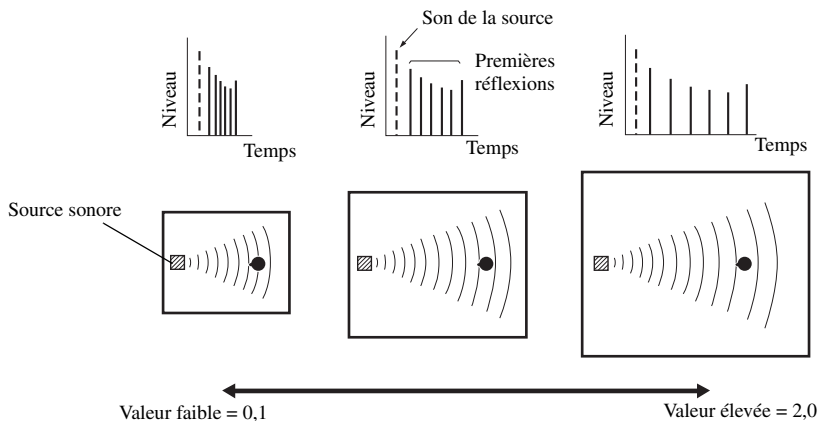 Son de la source
Niveau
Temps
Niveau
Premières
réflexions
Temps
Niveau
Temps
Source sonore
Valeur faible = 0,1
Valeur élevée = 2,0